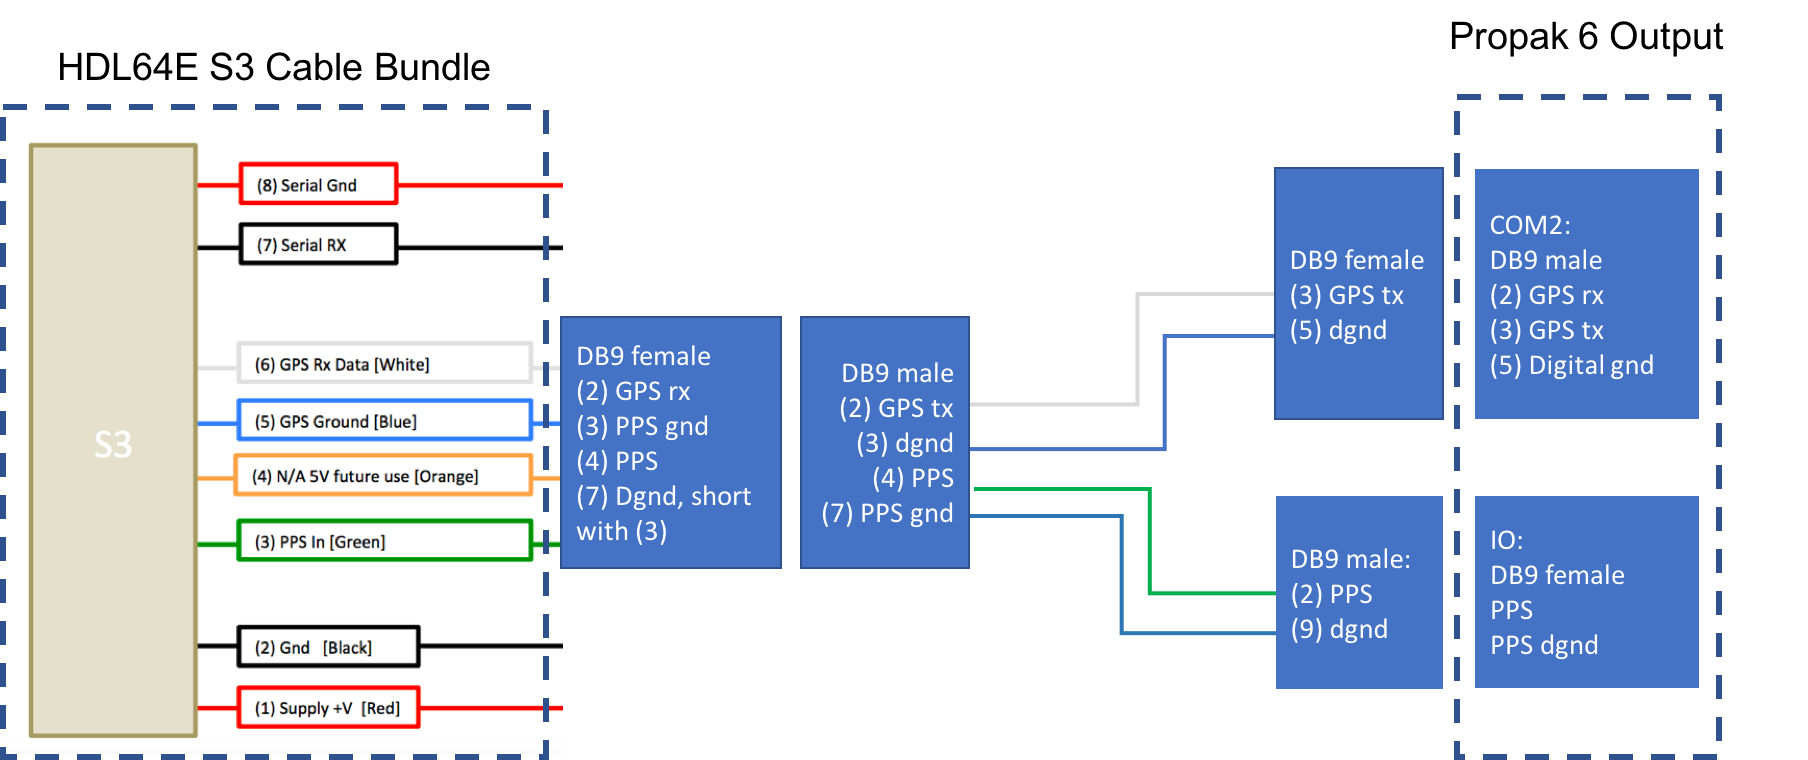 HDL64E S3 Cable Bundle
Propak 6 Output
S3
(8) Serial Gnd
(7) Serial RX
(6) GPS Rx Data [White]
(5) GPS Ground [Blue]
(4) N/A 5V future use [Orange]
(3) PPS In [Green]
(2) Gnd [Black]
(1) Supply +V [Red]
DB9 female
(2) GPS rx
(3) PPS gnd
(4) PPS
(7) Dgnd, short
with (3)
DB9 male
(2) GPS tx
(3) dgnd
(4) PPS
(7) PPS gnd
DB9 female
(3) GPS tx
(5) dgnd
DB9 male:
(2) PPS
(9) dgnd
COM2:
DB9 male
(2) GPS rx
(3) GPS tx
(5) Digital gnd
IO:
DB9 female
PPS
PPS dgnd